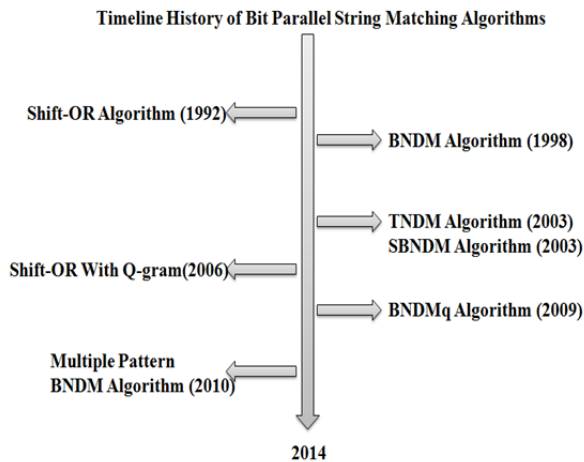 Timeline History of Bit Parallel String Matching Algorithms
Shift-OR Algorithm (1992)
BNDM Algorithm (1998)
TNDM Algorithm (2003)
SBNDM Algorithm (2003)
Shift-OR With Q-gram(2006)
BNDMq Algorithm (2009)
Multiple Pattern
BNDM Algorithm (2010)
2014